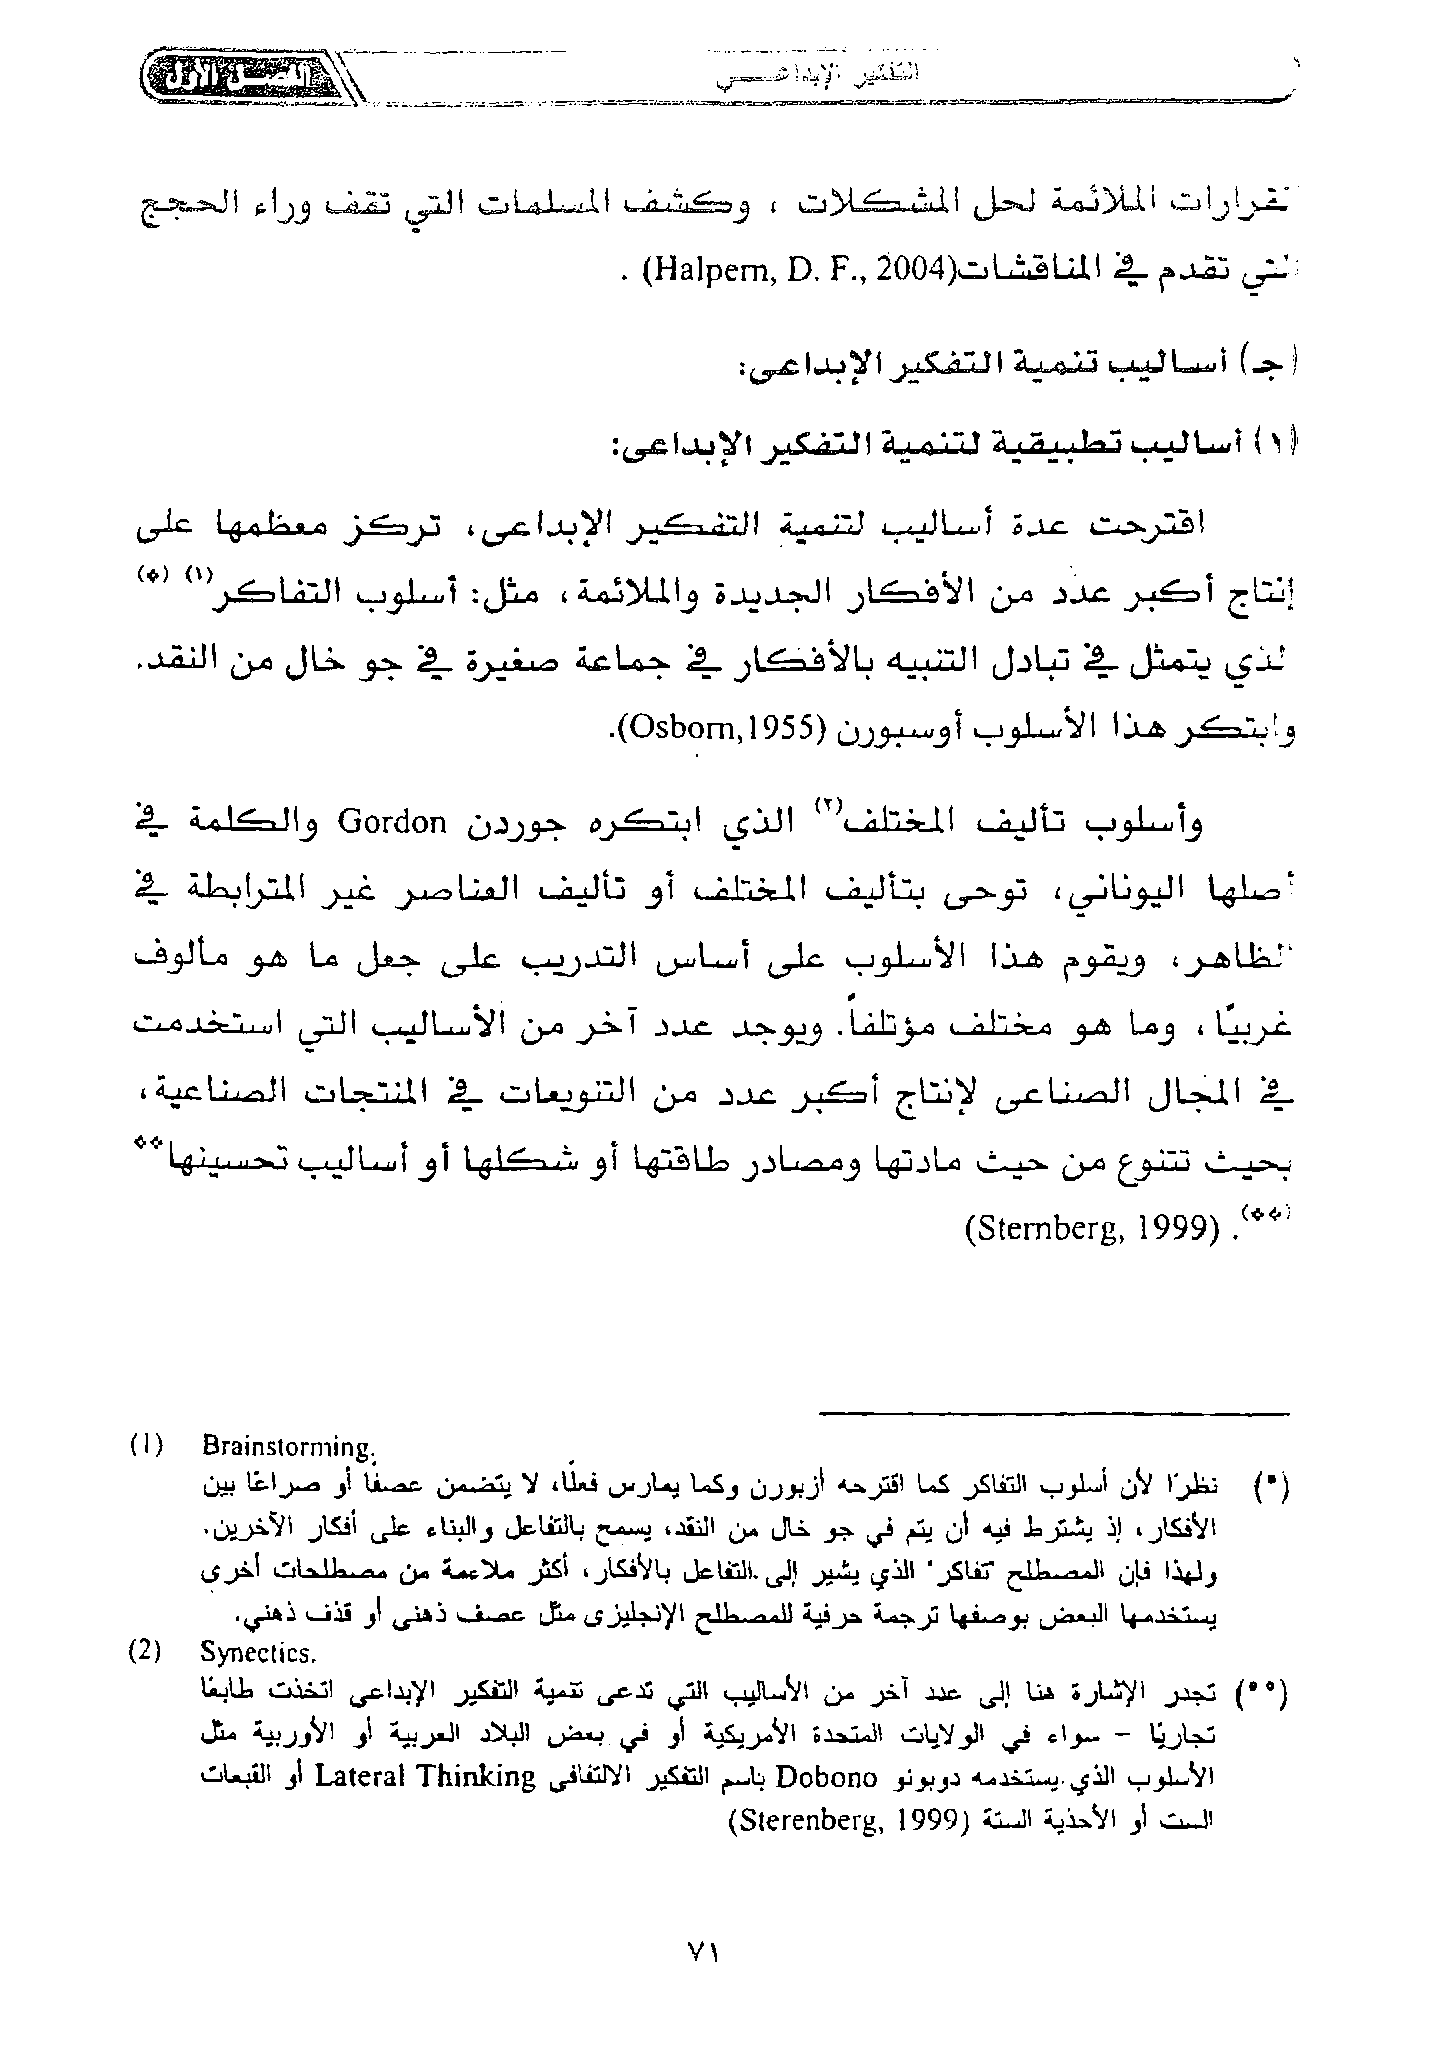 التفكير الإبداعي
الفصل الأول
القرارات الملائمة لحل المشكلات ، وكشف المسلمات التي تقف وراء الحجج
التي تقدم في المناقشات(Halpern, D. F., 2004) .
(جـ) أساليب تنمية التفكير الإبداعى:
(١) أساليب تطبيقية لتنمية التفكير الإبداعى:
اقترحت عدة أساليب لتنمية التفكير الإبداعى، تركز معظمها على
إنتاج أكبر عدد من الأفكار الجديدة والملائمة، مثل: أسلوب التفاكر(١) (*)
الذي يتمثل في تبادل التنبيه بالأفكار في جماعة صغيرة في جو خال من النقد.
وابتكر هذا الأسلوب أوسبورن (Osborn,1955).
وأسلوب تأليف المختلف(٢) الذي ابتكره جوردن Gordon والكلمة في
أصلها اليوناني، توحى بتأليف المختلف أو تأليف العناصر غير المترابطة في
الظاهر، ويقوم هذا الأسلوب على أساس التدريب على جعل ما هو مألوف
غريبًا، وما هو مختلف مؤتلفاً. ويوجد عدد آخر من الأساليب التي استخدمت
في المجال الصناعى لإنتاج أكبر عدد من التنويعات في المنتجات الصناعية،
بحيث تتنوع من حيث مادتها ومصادر طاقتها أو شكلها أو أساليب تحسينها**
(**). (Sternberg, 1999)
(1) Brainstorming.
(*) نظرًا لأن أسلوب التفاكر كما اقترحه أزبورن وكما يمارس فعلًا، لا يتضمن عصفًا أو صراعًا بين
الأفكار، إذ يشترط فيه أن يتم في جو خال من النقد، يسمح بالتفاعل والبناء على أفكار الآخرين.
ولهذا فإن المصطلح "تفاكر" الذي يشير إلى التفاعل بالأفكار، أكثر ملاءمة من مصطلحات أخرى
يستخدمها البعض بوصفها ترجمة حرفية للمصطلح الإنجليزى مثل عصف ذهنى أو قذف ذهني.
(2) Synectics.
(**) تجدر الإشارة هنا إلى عدد آخر من الأساليب التي تدعى تنمية التفكير الإبداعى اتخذت طابعًا
تجاريًا – سواء في الولايات المتحدة الأمريكية أو في بعض البلاد العربية أو الأوربية مثل
الأسلوب الذي يستخدمه دوبونو Dobono باسم التفكير الالتفافى Lateral Thinking أو القبعات
الست أو الأحذية الستة (Sterenberg, 1999)
٧١